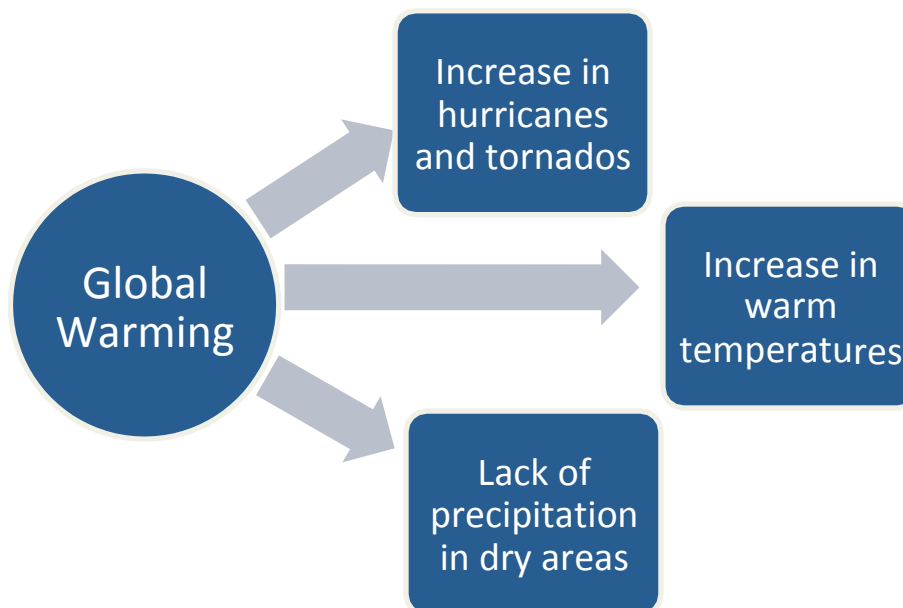 Increase in
hurricanes
and tornados
Global
Warming
Increase in
warm
temperatures
Lack of
precipitation
in dry areas